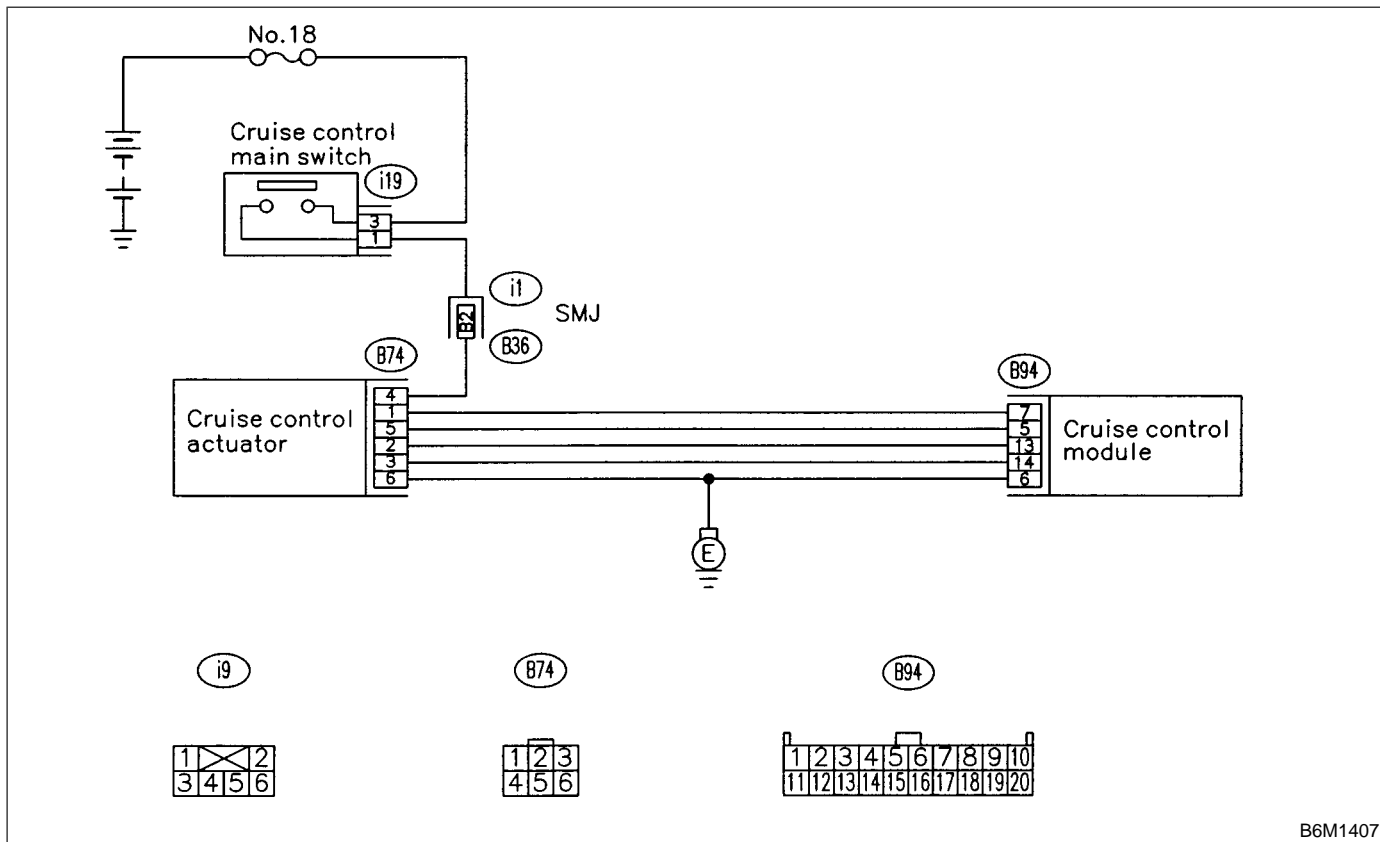 No.18
Cruise control
main switch
i19
3
1
i1
B2
SMJ
B36
B74
B94
Cruise control
actuator
4
1
5
2
3
6
7
5
13
14
6
Cruise control
module
E
i9
B74
B94
1 2
3 4 5 6
1 2 3
4 5 6
1 2 3 4 5 6 7 8 9 10
11 12 13 14 15 16 17 18 19 20
B6M1407